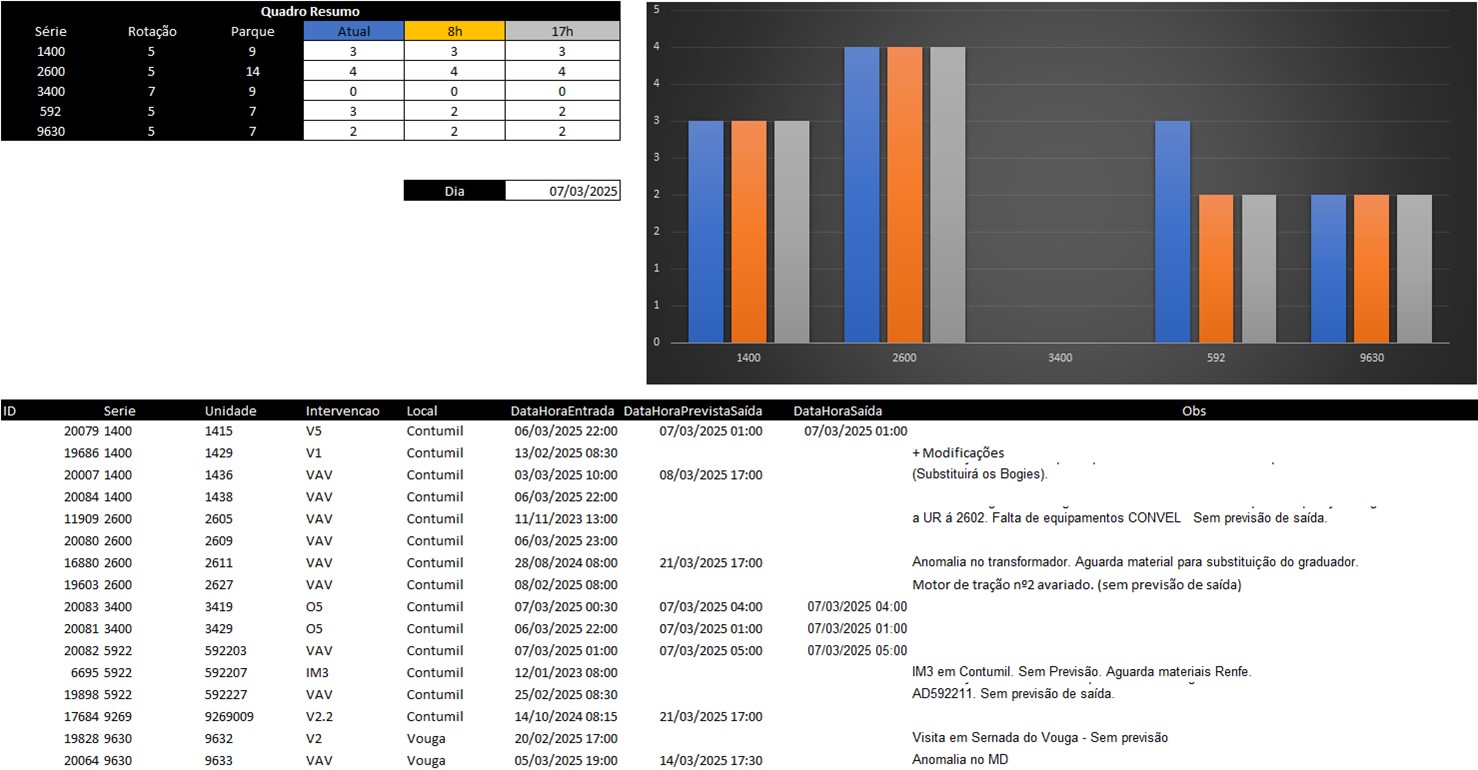 Quadro Resumo
Série Rotação Parque Atual 8h 17h
1400 5 9 3 3 3
2600 5 14 4 4 4
3400 7 9 0 0 0
592 5 7 3 2 2
9630 5 7 2 2 2
Dia 07/03/2025
5
4
4
3
3
2
2
1
1
0
1400 2600 3400 592 9630
ID Serie Unidade Intervencao Local DataHoraEntrada DataHoraPrevistaSaída DataHoraSaída Obs
20079 1400 1415 V5 Contumil 06/03/2025 22:00 07/03/2025 01:00 07/03/2025 01:00
19686 1400 1429 V1 Contumil 13/02/2025 08:30 + Modificações
20007 1400 1436 VAV Contumil 03/03/2025 10:00 08/03/2025 17:00 (Substituirá os Bogies).
20084 1400 1438 VAV Contumil 06/03/2025 22:00
11909 2600 2605 VAV Contumil 11/11/2023 13:00 a UR á 2602. Falta de equipamentos CONVEL Sem previsão de saída.
20080 2600 2609 VAV Contumil 06/03/2025 23:00
16880 2600 2611 VAV Contumil 28/08/2024 08:00 21/03/2025 17:00 Anomalia no transformador. Aguarda material para substituição do graduador.
19603 2600 2627 VAV Contumil 08/02/2025 08:00 Motor de tração nº2 avariado. (sem previsão de saída)
20083 3400 3419 O5 Contumil 07/03/2025 00:30 07/03/2025 04:00 07/03/2025 04:00
20081 3400 3429 O5 Contumil 06/03/2025 22:00 07/03/2025 01:00 07/03/2025 01:00
20082 5922 592203 VAV Contumil 07/03/2025 01:00 07/03/2025 05:00 07/03/2025 05:00
6695 5922 592207 IM3 Contumil 12/01/2023 08:00 IM3 em Contumil. Sem Previsão. Aguarda materiais Renfe.
19898 5922 592227 VAV Contumil 25/02/2025 08:30 AD592211. Sem previsão de saída.
17684 9269 9269009 V2.2 Contumil 14/10/2024 08:15 21/03/2025 17:00
19828 9630 9632 V2 Vouga 20/02/2025 17:00 Visita em Sernada do Vouga - Sem previsão
20064 9630 9633 VAV Vouga 05/03/2025 19:00 14/03/2025 17:30 Anomalia no MD